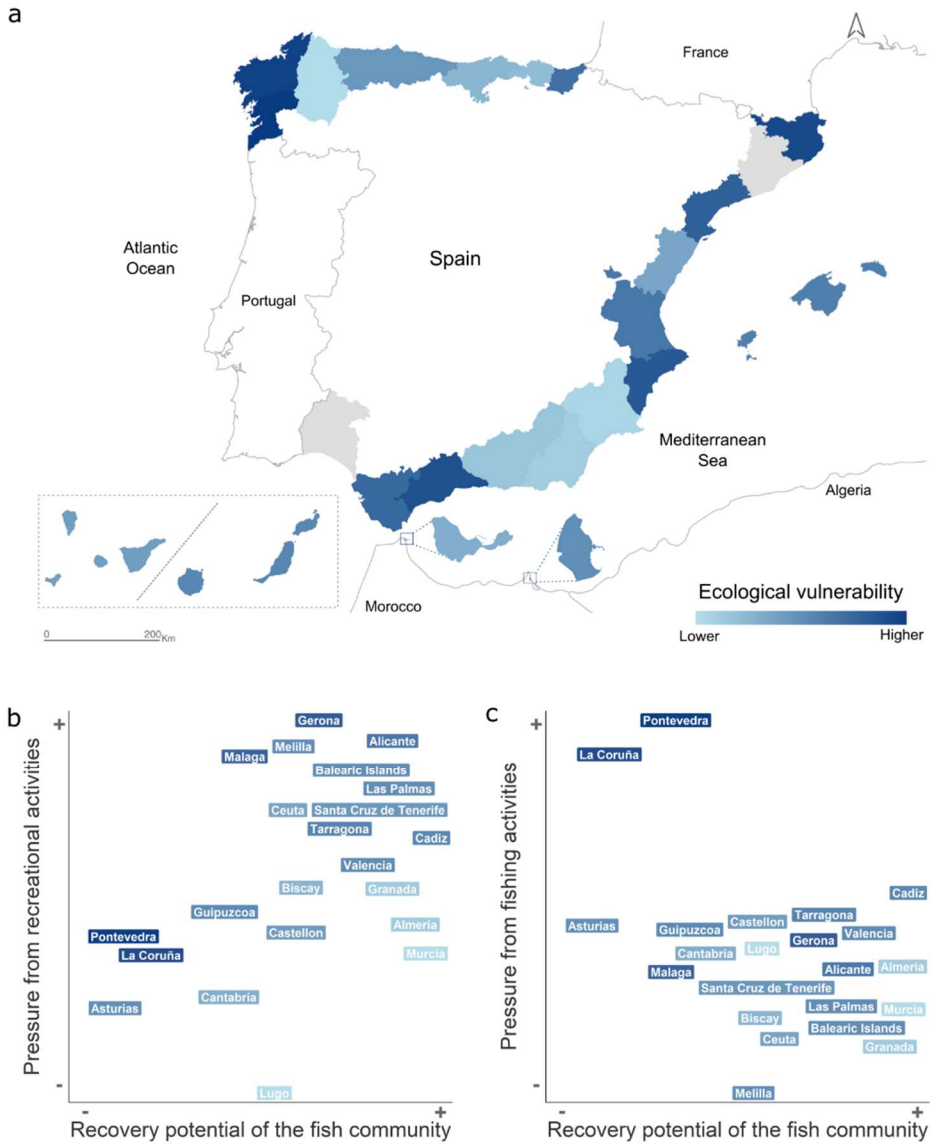 a
France
Atlantic
Ocean
Spain
Portugal
Mediterranean
Sea
Algeria
Morocco
Ecological vulnerability
Lower
Higher
0
200 Km
b
+
-
Pressure from recreational activities
Gerona
Alicante
Melilla
Malaga
Balearic Islands
Las Palmas
Ceuta
Santa Cruz de Tenerife
Tarragona
Cadiz
Valencia
Biscay
Granada
Guipuzcoa
Almeria
Castellon
Pontevedra
La Coruña
Murcia
Cantabria
Asturias
Lugo
-
+
Recovery potential of the fish community
c
+
-
Pressure from fishing activities
Pontevedra
La Coruña
Cadiz
Tarragona
Castellon
Asturias
Guipuzcoa
Valencia
Gerona
Lugo
Cantabria
Almeria
Alicante
Malaga
Santa Cruz de Tenerife
Las Palmas
Murcia
Biscay
Balearic Islands
Ceuta
Granada
Melilla
-
+
Recovery potential of the fish community